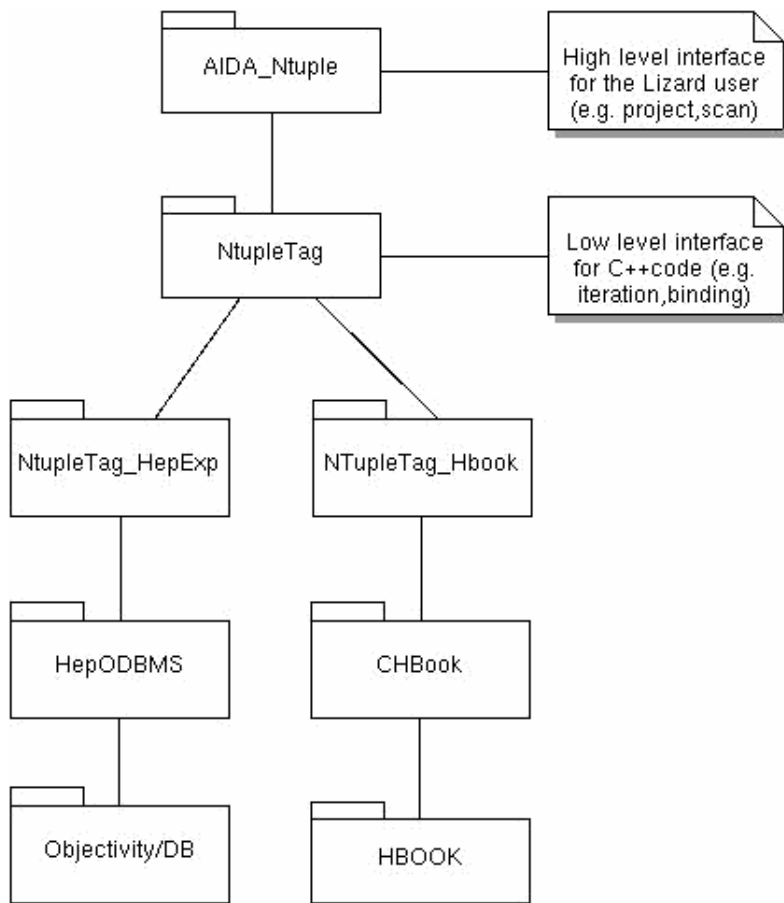 AIDA_Ntuple
High level interface
for the Lizard user
(e.g. project,scan)
NtupleTag
Low level interface
for C++code (e.g.
iteration,binding)
NtupleTag_HepExp
NTupleTag_Hbook
HepODBMS
CHBook
Objectivity/DB
HBOOK